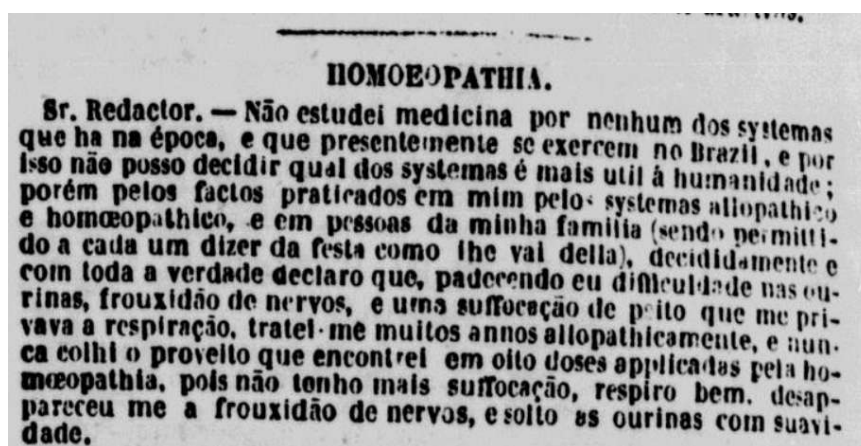 HOMOEOPATHIA.
Sr. Redactor. — Não estudei medicina por nenhum dos systemas
que ha na época, e que presentemente se exercem no Brazil, e por
isso não posso decidir qual dos systemas é mais util á humanidade;
porém pelos factos praticados em mim pelos systemas allopathico
e homœopathico, e em pessoas da minha familia (sendo permitti-
do a cada um dizer da festa como lhe vai della), decididamente e
com toda a verdade declaro que, padecendo eu difficuldade nas ou-
rinas, frouxidão de nervos, e uma suffocação de peito que me pri-
vava a respiração, tratei-me muitos annos allopathicamente, e nun-
ca colhi o proveito que encontrei em oito doses applicadas pela ho-
mœopathia, pois não tenho mais suffocação, respiro bem, desap-
pareceu me a frouxidão de nervos, e solto as ourinas com suavi-
dade.